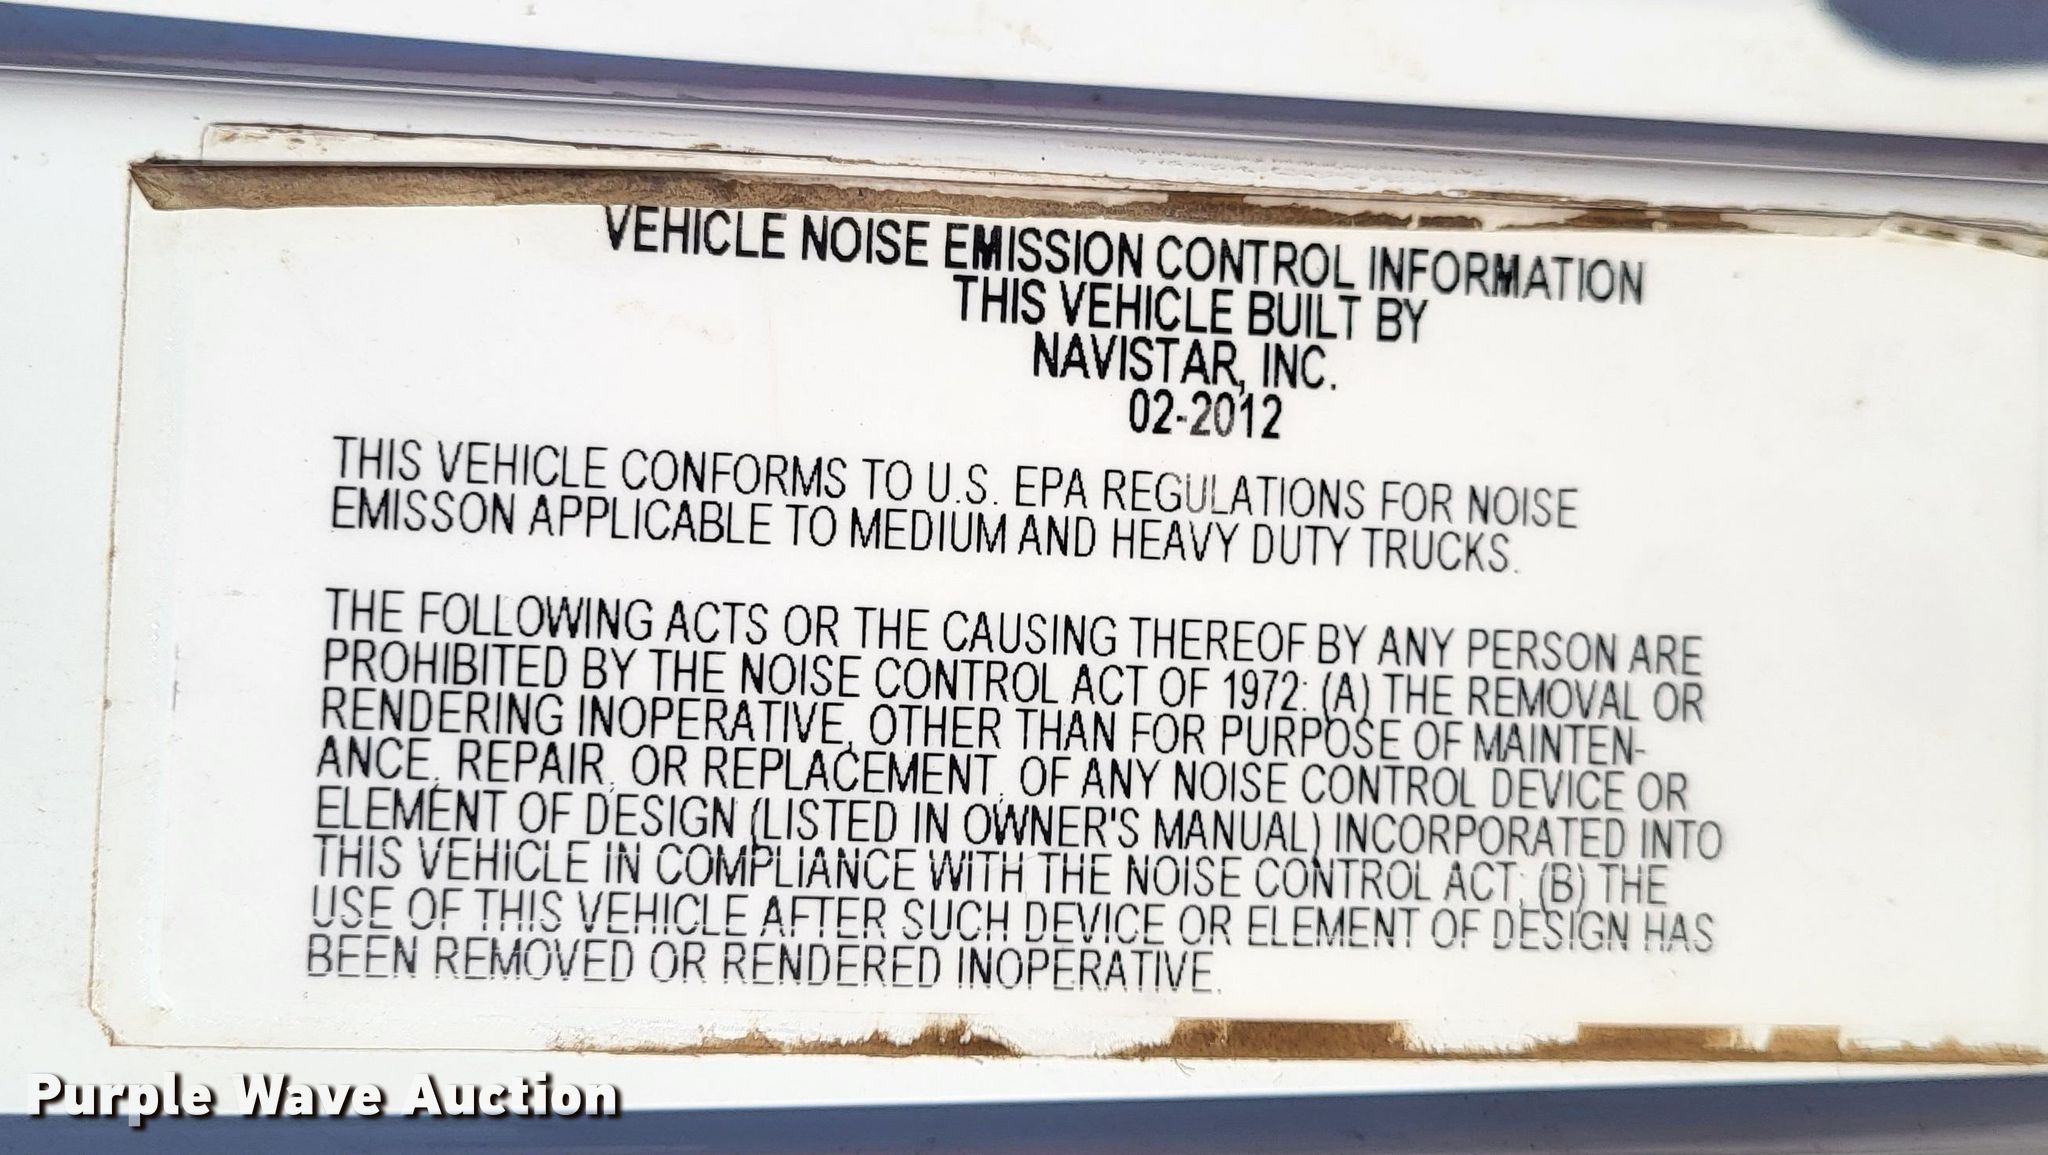 VEHICLE NOISE EMISSION CONTROL INFORMATION
THIS VEHICLE BUILT BY
NAVISTAR, INC.
02-2012
THIS VEHICLE CONFORMS TO U.S. EPA REGULATIONS FOR NOISE
EMISSON APPLICABLE TO MEDIUM AND HEAVY DUTY TRUCKS.
THE FOLLOWING ACTS OR THE CAUSING THEREOF BY ANY PERSON ARE
PROHIBITED BY THE NOISE CONTROL ACT OF 1972: (A) THE REMOVAL OR
RENDERING INOPERATIVE, OTHER THAN FOR PURPOSE OF MAINTEN-
ANCE, REPAIR, OR REPLACEMENT, OF ANY NOISE CONTROL DEVICE OR
ELEMENT OF DESIGN (LISTED IN OWNER'S MANUAL) INCORPORATED INTO
THIS VEHICLE IN COMPLIANCE WITH THE NOISE CONTROL ACT; (B) THE
USE OF THIS VEHICLE AFTER SUCH DEVICE OR ELEMENT OF DESIGN HAS
BEEN REMOVED OR RENDERED INOPERATIVE.
Purple Wave Auction